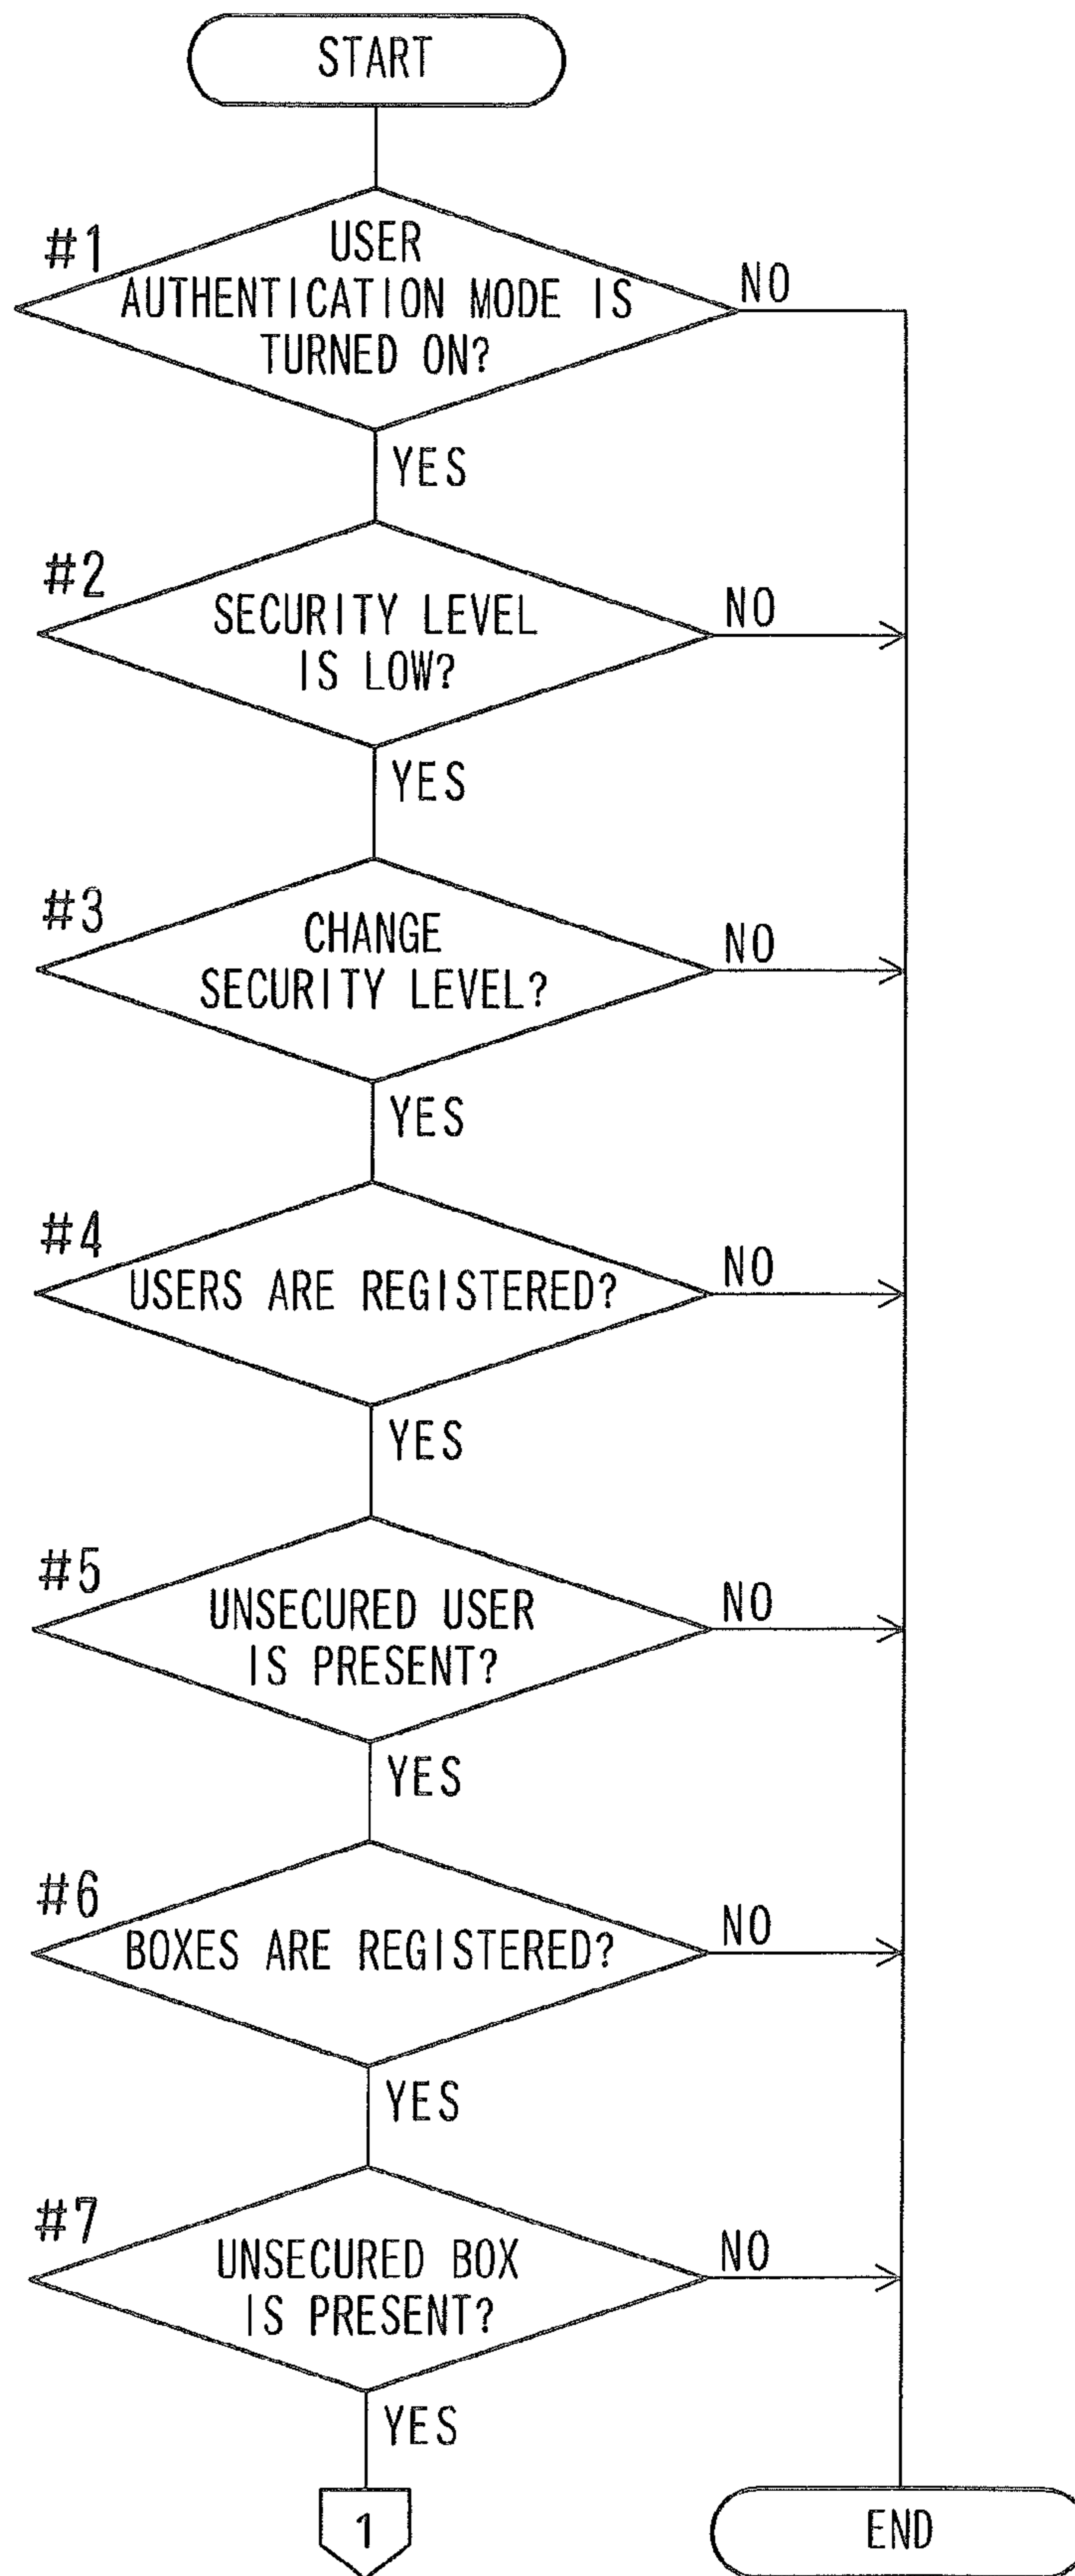 START
#1
USER
AUTHENTICATION MODE IS
TURNED ON?
NO
YES
#2
SECURITY LEVEL
IS LOW?
NO
YES
#3
CHANGE
SECURITY LEVEL?
NO
YES
#4
USERS ARE REGISTERED?
NO
YES
#5
UNSECURED USER
IS PRESENT?
NO
YES
#6
BOXES ARE REGISTERED?
NO
YES
#7
UNSECURED BOX
IS PRESENT?
NO
YES
1
END